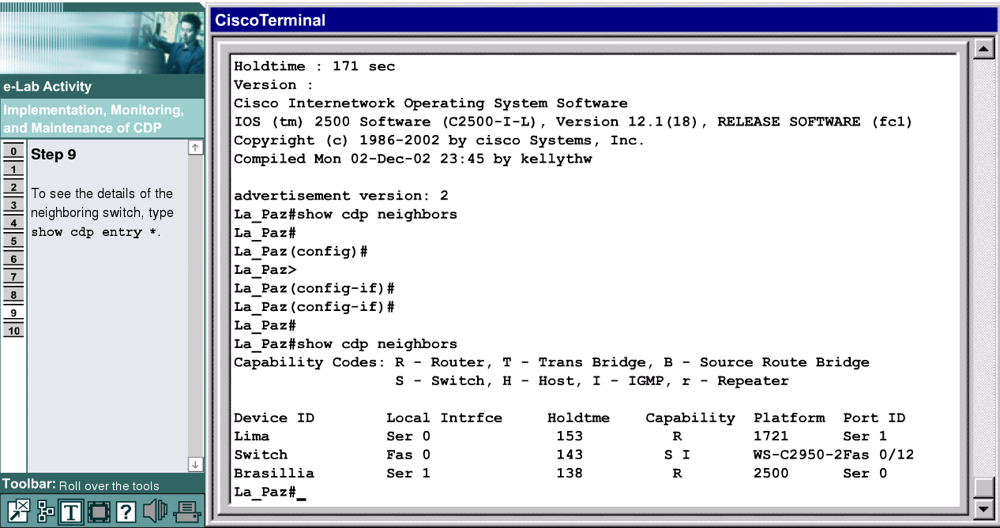 e-Lab Activity
Implementation, Monitoring,
and Maintenance of CDP
0
1
2
3
4
5
6
7
8
9
10
Step 9
To see the details of the
neighboring switch, type
show cdp entry *.
Toolbar: Roll over the tools
T
?
CiscoTerminal
Holdtime : 171 sec
Version :
Cisco Internetwork Operating System Software
IOS (tm) 2500 Software (C2500-I-L), Version 12.1(18), RELEASE SOFTWARE (fc1)
Copyright (c) 1986-2002 by cisco Systems, Inc.
Compiled Mon 02-Dec-02 23:45 by kellythw
advertisement version: 2
La_Paz#show cdp neighbors
La_Paz#
La_Paz(config)#
La_Paz>
La_Paz(config-if)#
La_Paz(config-if)#
La_Paz#
La_Paz#show cdp neighbors
Capability Codes: R - Router, T - Trans Bridge, B - Source Route Bridge
S - Switch, H - Host, I - IGMP, r - Repeater
Device ID Local Intrfce Holdtme Capability Platform Port ID
Lima Ser 0 153 R 1721 Ser 1
Switch Fas 0 143 S I WS-C2950-2Fas 0/12
Brasillia Ser 1 138 R 2500 Ser 0
La_Paz#_